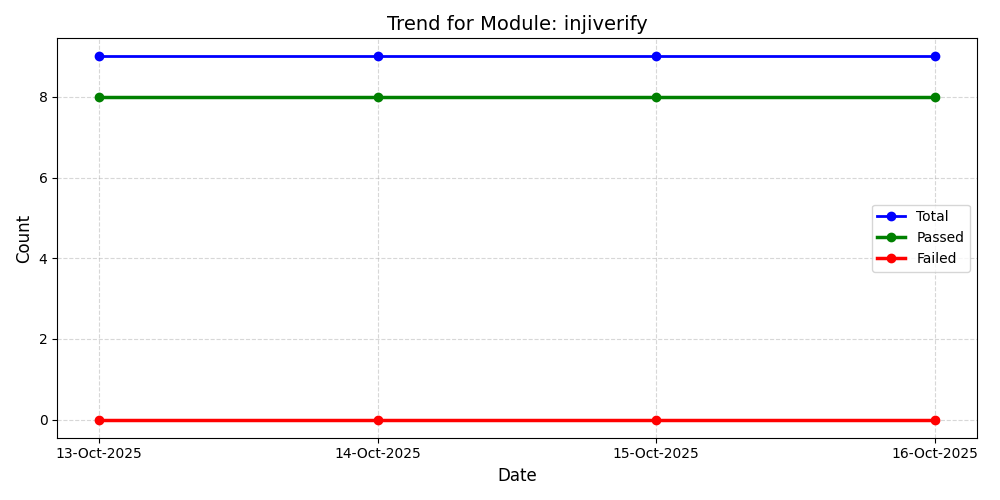 Trend for Module: injiverify
Count
8
6
4
2
0
Total
Passed
Failed
13-Oct-2025
14-Oct-2025
15-Oct-2025
16-Oct-2025
Date